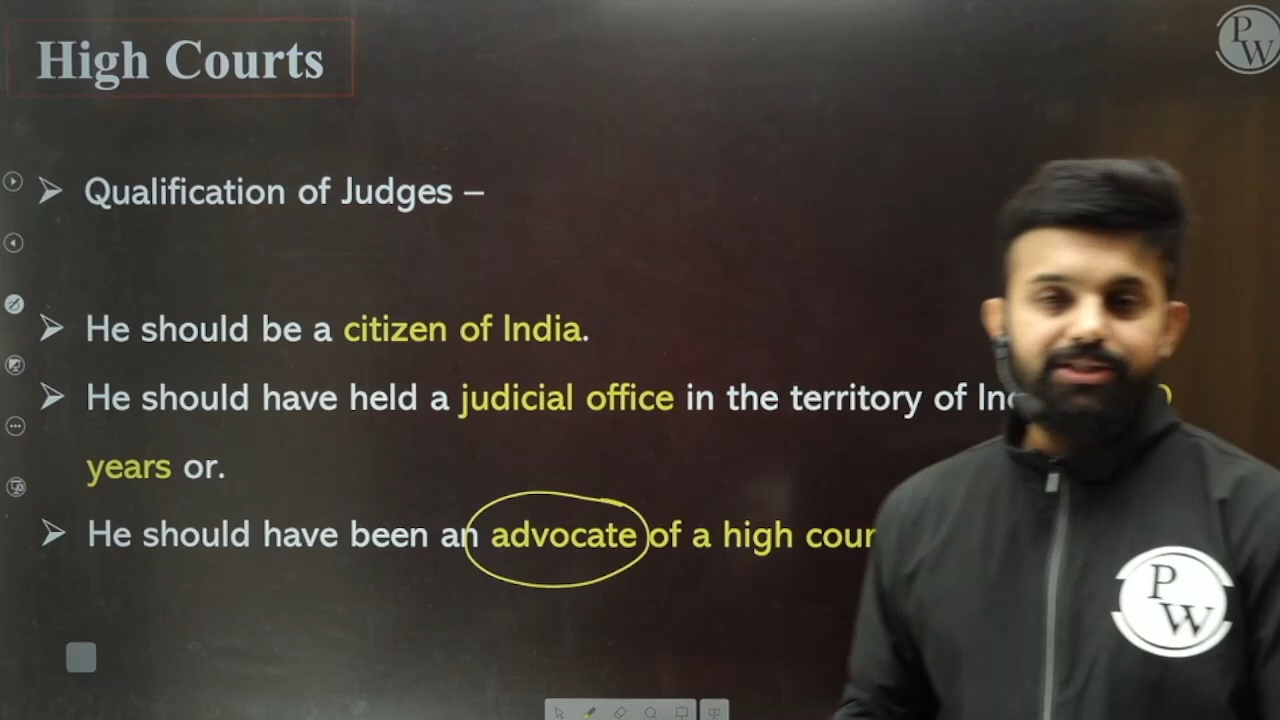 High Courts
PW
➤ Qualification of Judges –
➤ He should be a citizen of India.
➤ He should have held a judicial office in the territory of
years or.
➤ He should have been an advocate of a high
PW